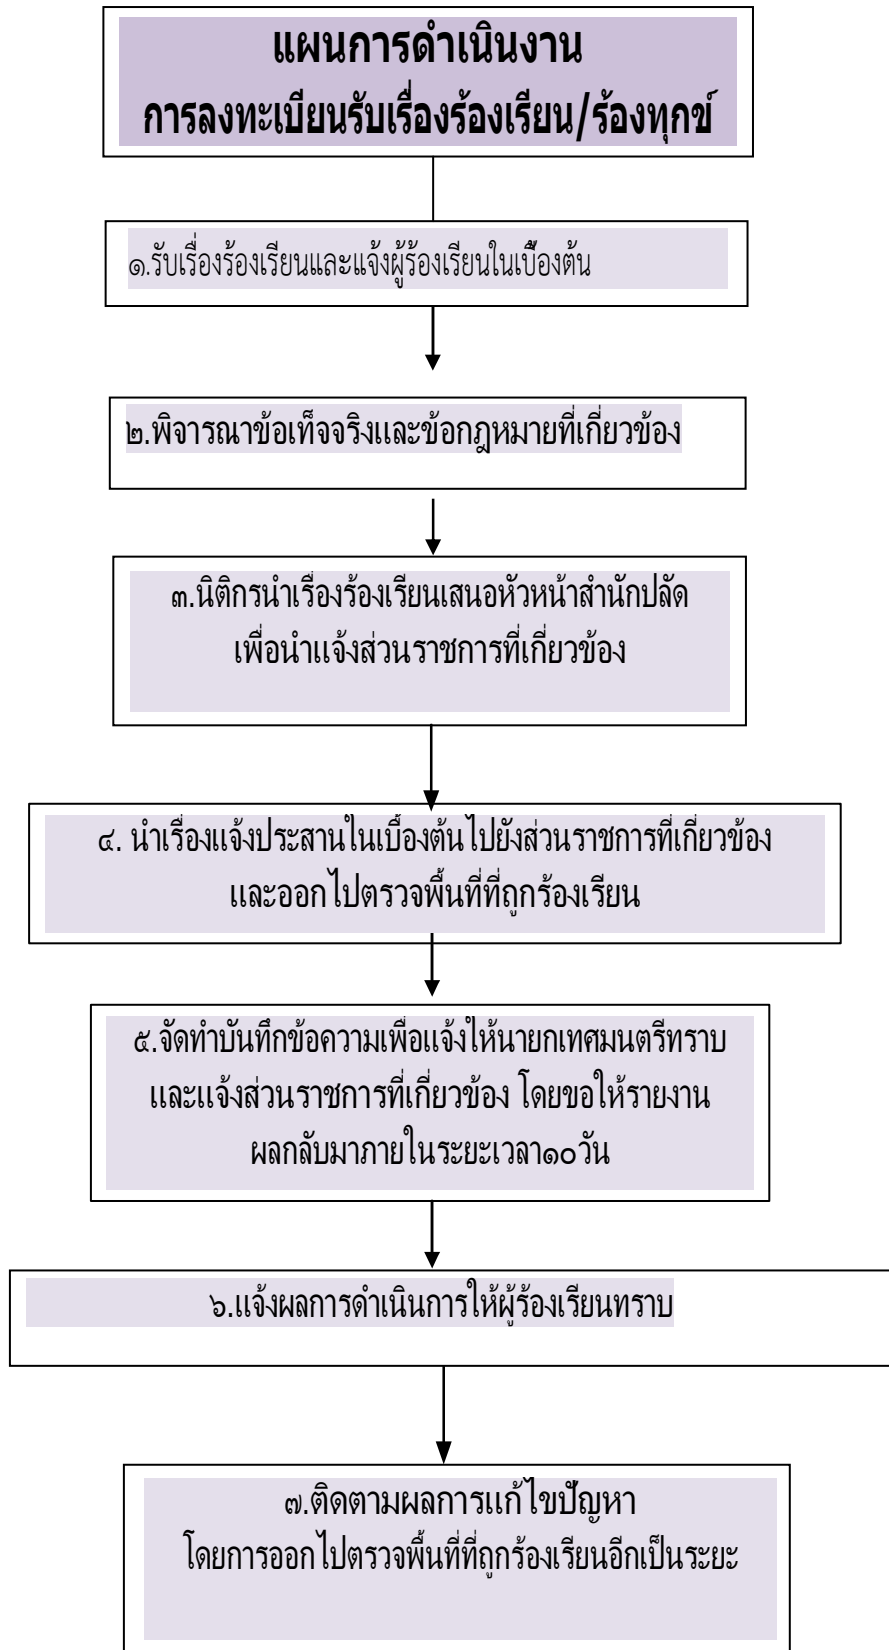 แผนการดำเนินงาน
การลงทะเบียนรับเรื่องร้องเรียน/ร้องทุกข์
๑.รับเรื่องร้องเรียนและแจ้งผู้ร้องเรียนในเบื้องต้น
๒.พิจารณาข้อเท็จจริงและข้อกฎหมายที่เกี่ยวข้อง
๓.นิติกรนำเรื่องร้องเรียนเสนอหัวหน้าสำนักปลัด
เพื่อนำแจ้งส่วนราชการที่เกี่ยวข้อง
๔. นำเรื่องแจ้งประสานในเบื้องต้นไปยังส่วนราชการที่เกี่ยวข้อง
และออกไปตรวจพื้นที่ที่ถูกร้องเรียน
๕.จัดทำบันทึกข้อความเพื่อแจ้งให้นายกเทศมนตรีทราบ
และแจ้งส่วนราชการที่เกี่ยวข้อง โดยขอให้รายงาน
ผลกลับมาภายในระยะเวลา๑๐วัน
๖.แจ้งผลการดำเนินการให้ผู้ร้องเรียนทราบ
๗.ติดตามผลการแก้ไขปัญหา
โดยการออกไปตรวจพื้นที่ที่ถูกร้องเรียนอีกเป็นระยะ